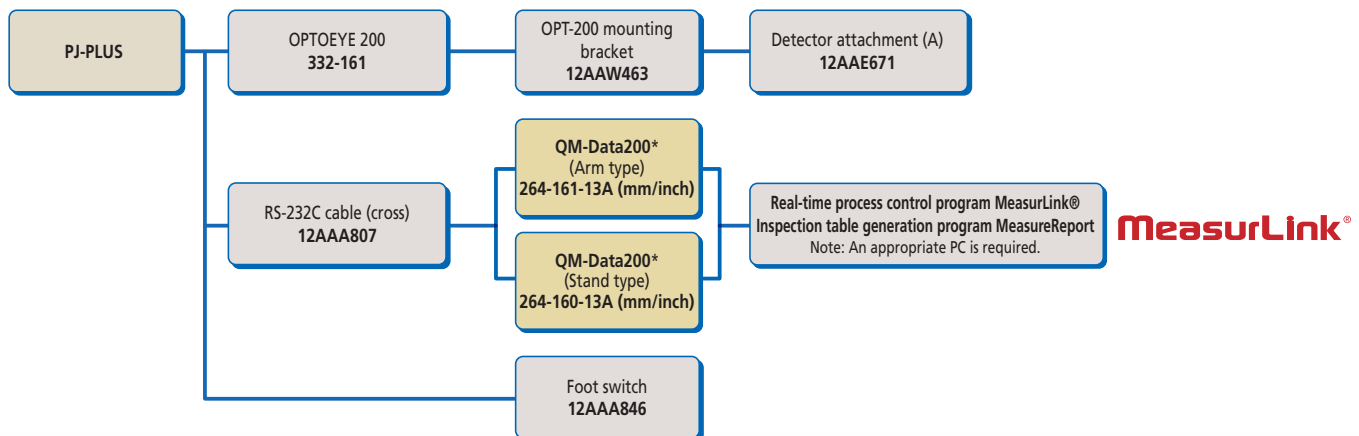 PJ-PLUS
OPTOEYE 200
332-161
OPT-200 mounting
bracket
12AAW463
Detector attachment (A)
12AAE671
RS-232C cable (cross)
12AAA807
QM-Data200*
(Arm type)
264-161-13A (mm/inch)
QM-Data200*
(Stand type)
264-160-13A (mm/inch)
Real-time process control program MeasurLink®
Inspection table generation program MeasureReport
Note: An appropriate PC is required.
MeasurLink®
Foot switch
12AAA846